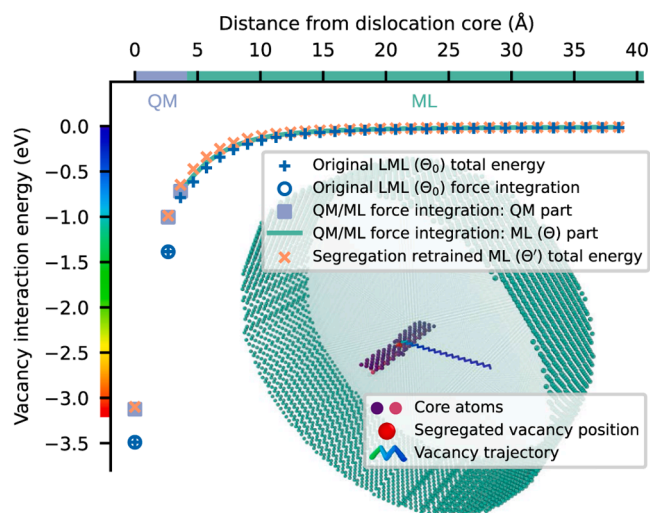 Distance from dislocation core (Å)
0 5 10 15 20 25 30 35 40
QM ML
Vacancy interaction energy (eV)
0.0
−0.5
−1.0
−1.5
−2.0
−2.5
−3.0
−3.5
Original LML (Θ₀) total energy
Original LML (Θ₀) force integration
QM/ML force integration: QM part
QM/ML force integration: ML (Θ) part
Segregation retrained ML (Θ′) total energy
Core atoms
Segregated vacancy position
Vacancy trajectory